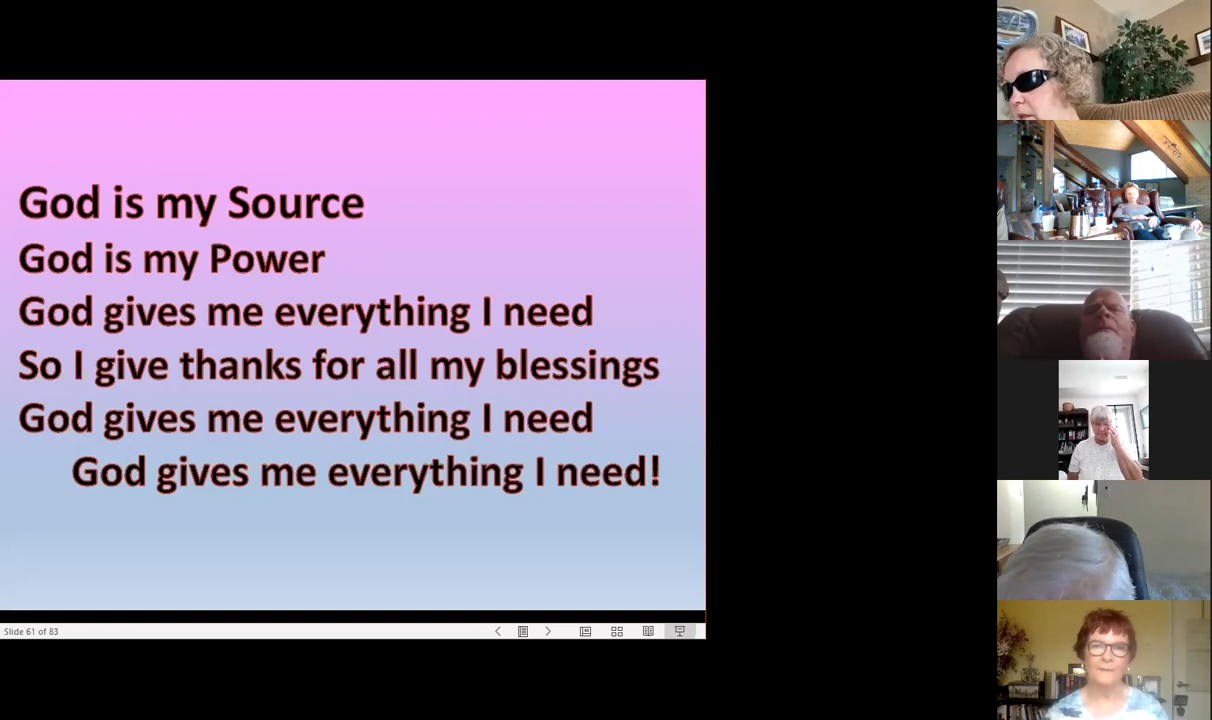 God is my Source
God is my Power
God gives me everything I need
So I give thanks for all my blessings
God gives me everything I need
God gives me everything I need!
Slide 61 of 83